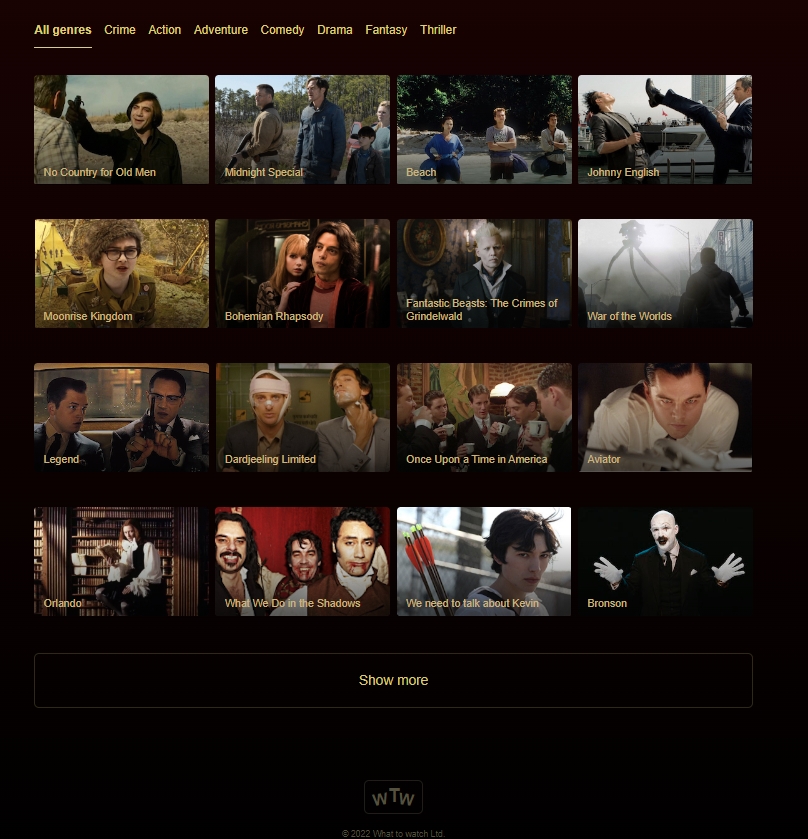 All genres Crime Action Adventure Comedy Drama Fantasy Thriller
No Country for Old Men
Midnight Special
Beach
Johnny English
Moonrise Kingdom
Bohemian Rhapsody
Fantastic Beasts: The Crimes of
Grindelwald
War of the Worlds
Legend
Dardjeeling Limited
Once Upon a Time in America
Aviator
Orlando
What We Do in the Shadows
We need to talk about Kevin
Bronson
Show more
WTW
© 2022 What to watch Ltd.